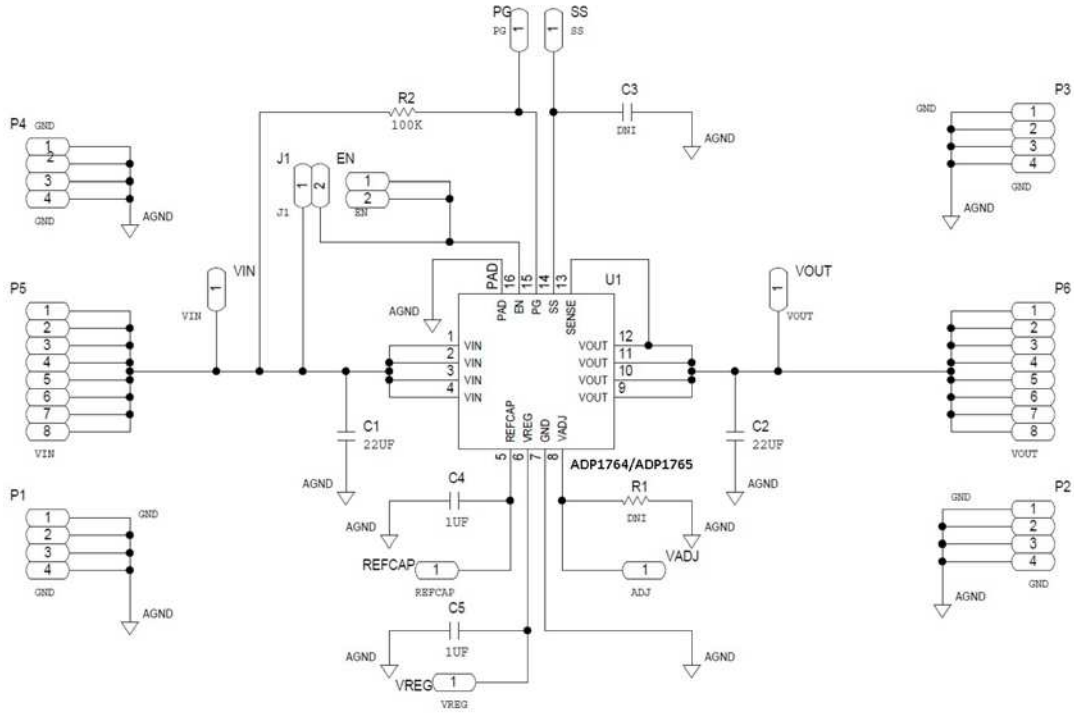 PG
1
PG
SS
1
SS
R2
100K
C3
DNI
AGND
P4
GND
1
2
3
4
GND
AGND
J1
1
2
J1
EN
1
2
EN
P3
GND
1
2
3
4
GND
AGND
VIN
1
VIN
P5
1
2
3
4
5
6
7
8
VIN
AGND
PAD
16
15
14
13
U1
PAD
EN
PG
SS
SENSE
1 VIN
2 VIN
3 VIN
4 VIN
VOUT 12
VOUT 11
VOUT 10
VOUT 9
REFCAP
VREG
GND
VADJ
5
6
7
8
ADP1764/ADP1765
VOUT
1
VOUT
P6
1
2
3
4
5
6
7
8
VOUT
C1
22UF
AGND
C2
22UF
AGND
P1
1
2
3
4
GND
GND
AGND
C4
1UF
AGND
R1
DNI
AGND
REFCAP
1
REFCAP
VADJ
1
ADJ
P2
GND
1
2
3
4
GND
AGND
C5
1UF
AGND
AGND
VREG
1
VREG